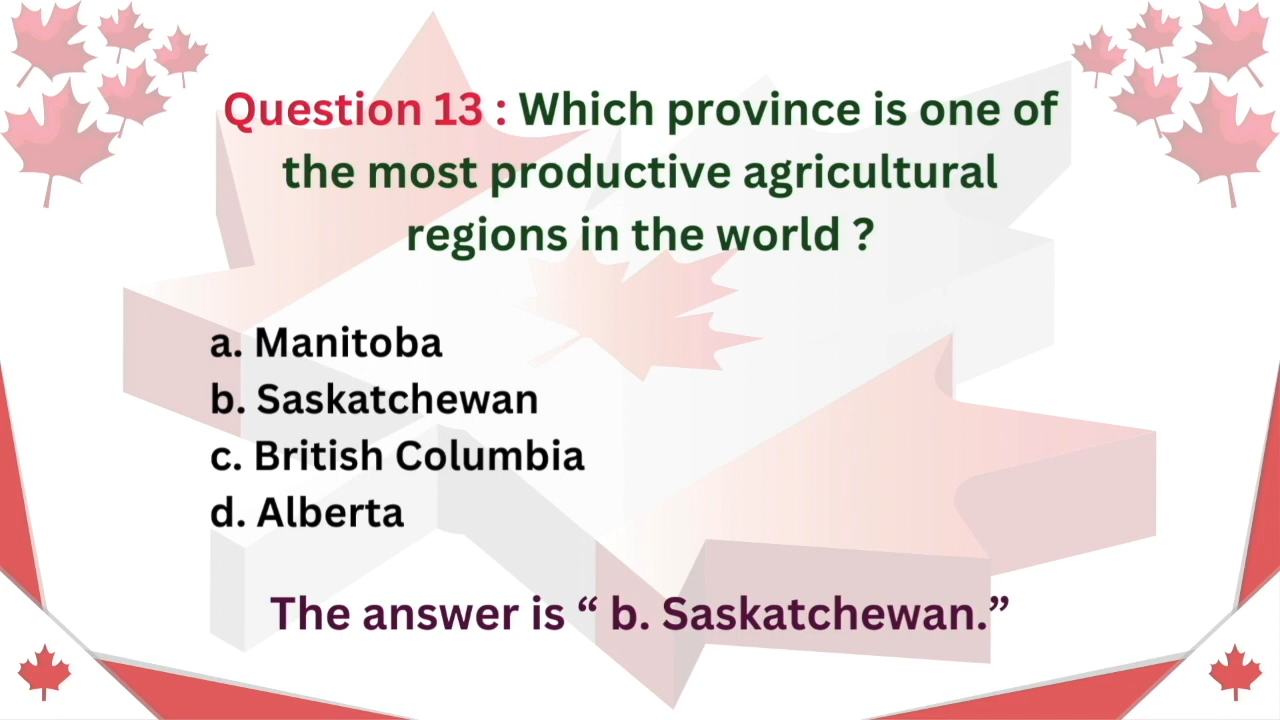 Question 13 : Which province is one of
the most productive agricultural
regions in the world ?
a. Manitoba
b. Saskatchewan
c. British Columbia
d. Alberta
The answer is “ b. Saskatchewan.”